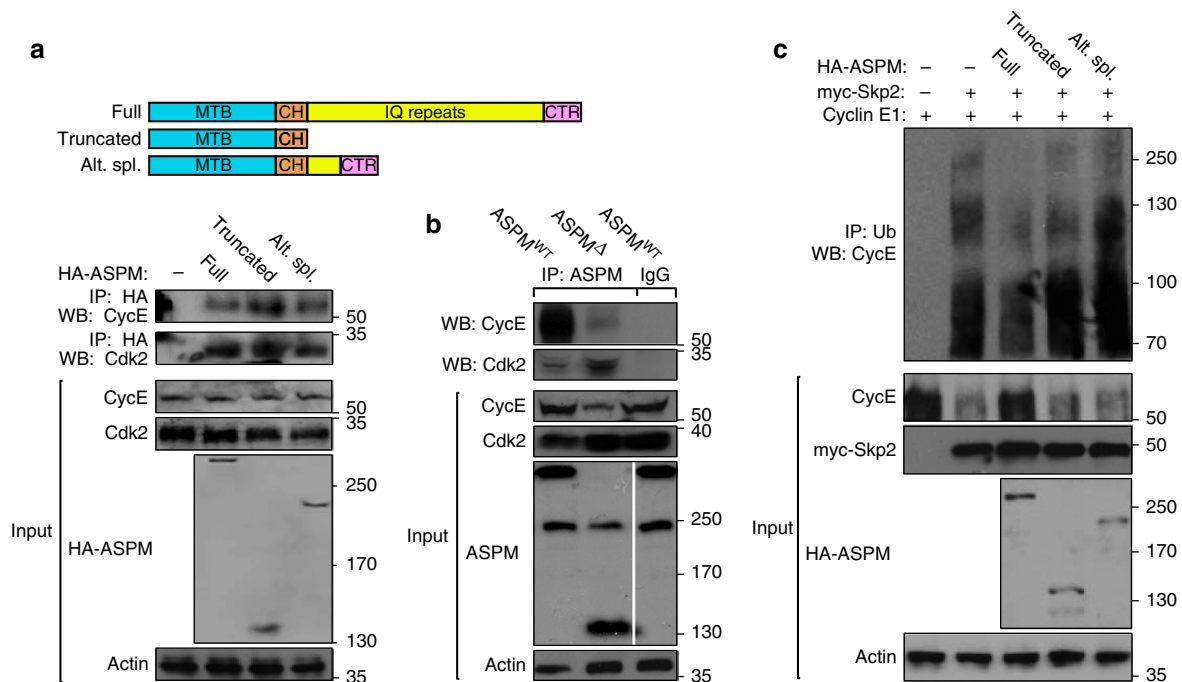 a
Full MTB CH IQ repeats CTR
Truncated MTB CH
Alt. spl. MTB CH CTR
HA-ASPM: – Full Truncated Alt. spl.
IP: HA
WB: CycE
50
IP: HA
WB: Cdk2
35
Input
CycE
50
Cdk2
35
HA-ASPM
250
170
130
Actin
35
b
ASPMWT ASPMΔ ASPMWT
IP: ASPM IgG
WB: CycE
50
WB: Cdk2
35
Input
CycE
50
Cdk2
40
ASPM
250
170
130
Actin
35
c
HA-ASPM: – – Full Truncated Alt. spl.
myc-Skp2: – + + + +
Cyclin E1: + + + + +
IP: Ub
WB: CycE
250
130
100
70
Input
CycE
50
myc-Skp2
50
HA-ASPM
250
170
130
Actin
35